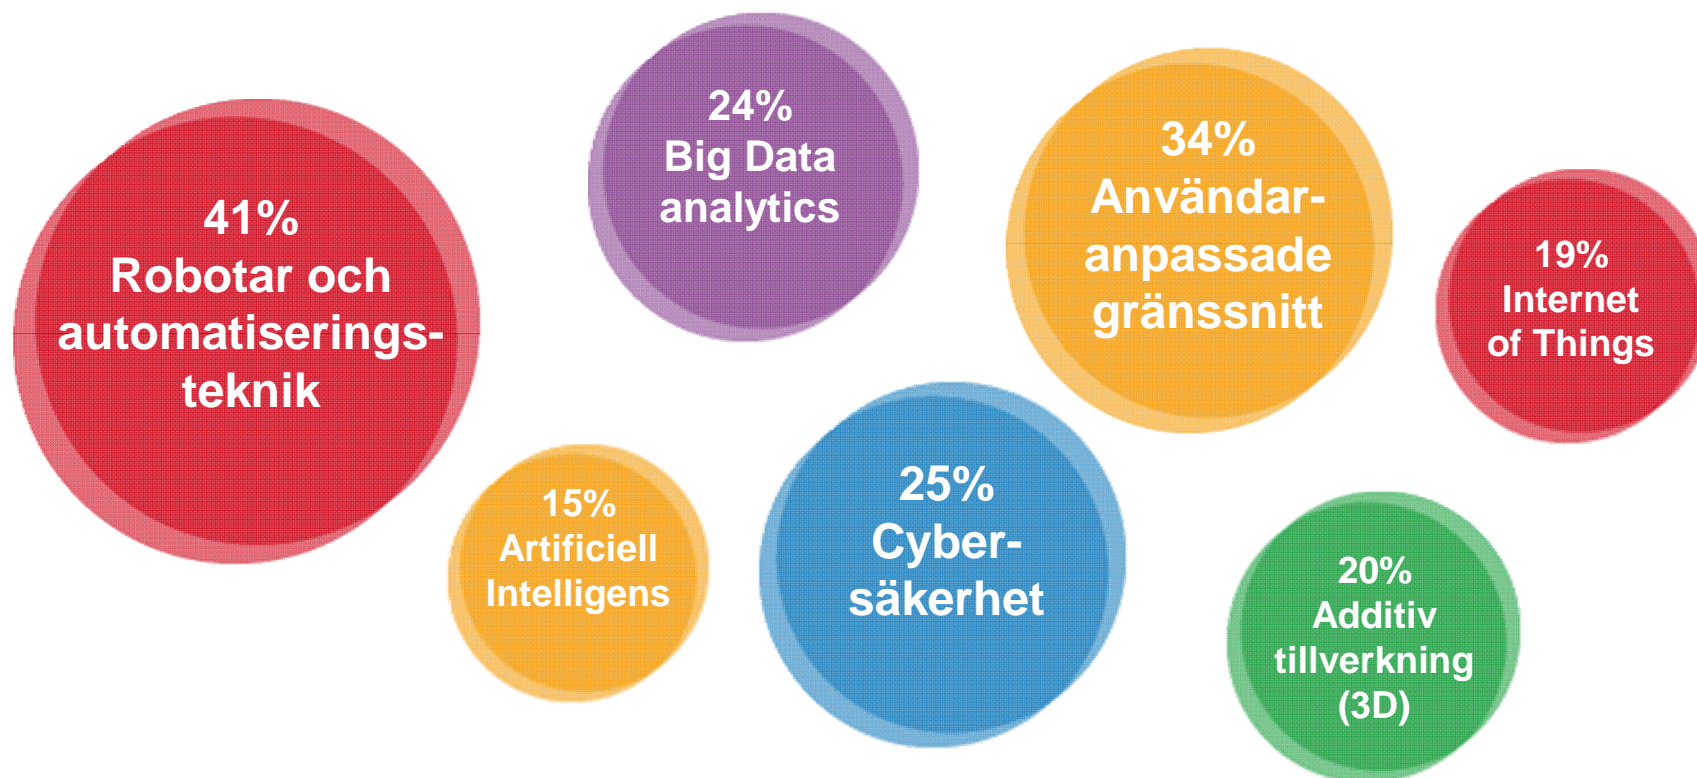 41%
Robotar och
automatiserings-
teknik
24%
Big Data
analytics
34%
Användar-
anpassade
gränssnitt
19%
Internet
of Things
15%
Artificiell
Intelligens
25%
Cyber-
säkerhet
20%
Additiv
tillverkning
(3D)